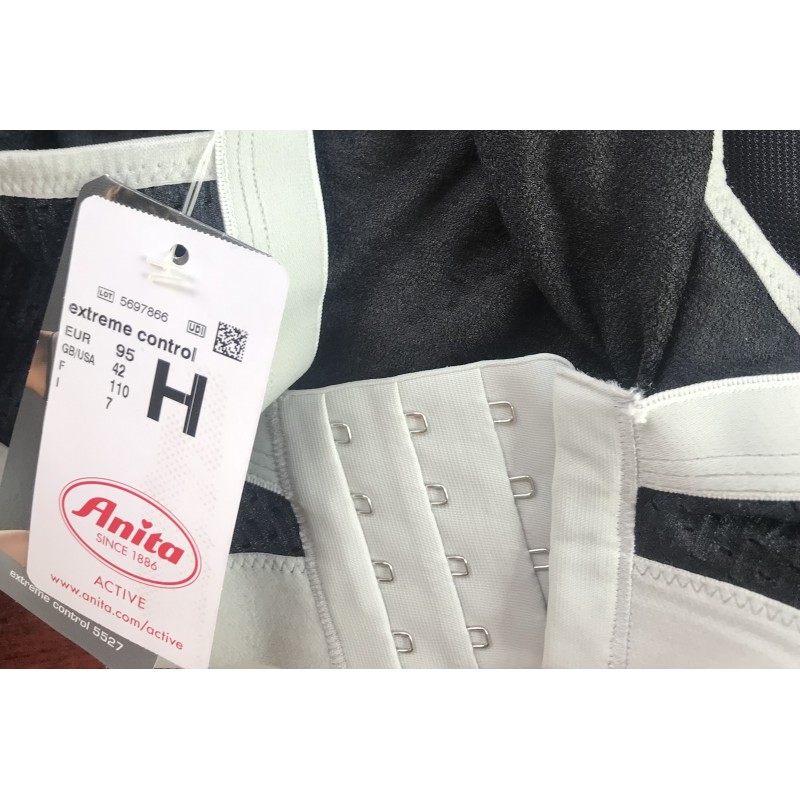 LOT 5697866 UDI
extreme control
EUR 95
GB/USA 42
F 110
I 7
H
Anita
SINCE 1886
ACTIVE
www.anita.com/active
extreme control 5527